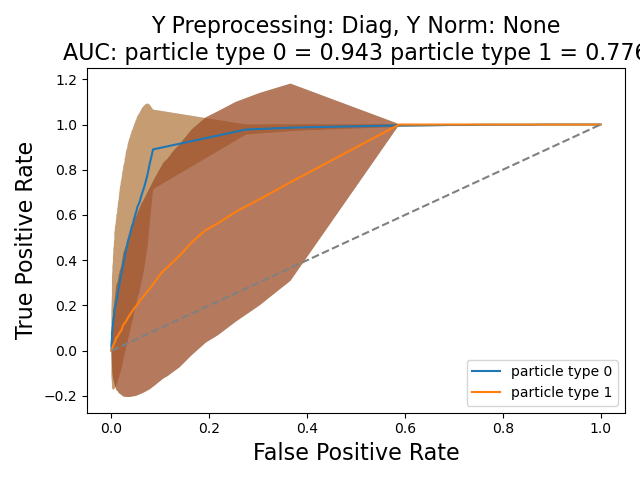 Y Preprocessing: Diag, Y Norm: None
AUC: particle type 0 = 0.943 particle type 1 = 0.776
1.2
1.0
0.8
0.6
0.4
0.2
0.0
−0.2
True Positive Rate
particle type 0
particle type 1
0.0 0.2 0.4 0.6 0.8 1.0
False Positive Rate